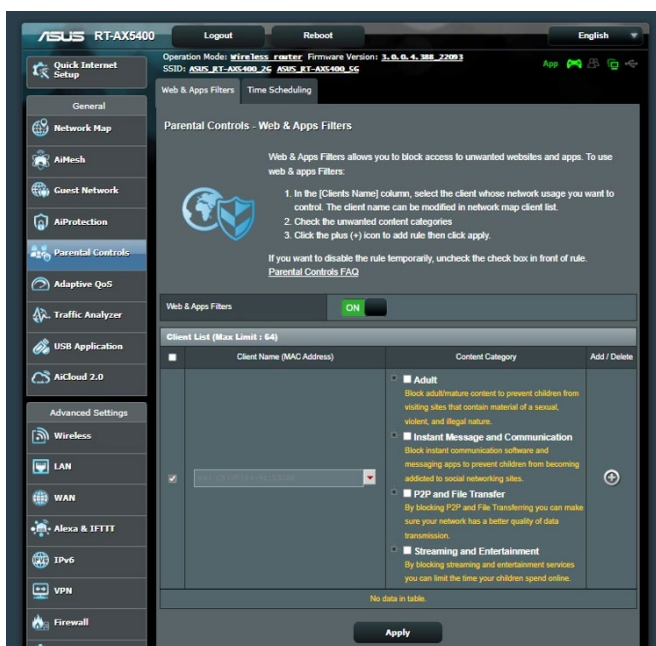 ASUS RT-AX5400 Logout Reboot English
Quick Internet Setup
Operation Mode: Wireless router Firmware Version: 3.0.0.4.388_22093
SSID: ASUS_RT-AX5400_2G ASUS_RT-AX5400_5G
App
Web & Apps Filters Time Scheduling
General
Network Map
AiMesh
Guest Network
AiProtection
Parental Controls
Adaptive QoS
Traffic Analyzer
USB Application
AiCloud 2.0
Advanced Settings
Wireless
LAN
WAN
Alexa & IFTTT
IPv6
VPN
Firewall
Parental Controls - Web & Apps Filters
Web & Apps Filters allows you to block access to unwanted websites and apps. To use
web & apps Filters:
1. In the [Clients Name] column, select the client whose network usage you want to
control. The client name can be modified in network map client list.
2. Check the unwanted content categories
3. Click the plus (+) icon to add rule then click apply.
If you want to disable the rule temporarily, uncheck the check box in front of rule.
Parental Controls FAQ
Web & Apps Filters ON
Client List (Max Limit : 64)
Client Name (MAC Address) Content Category Add / Delete
Adult
Block adult/mature content to prevent children from
visiting sites that contain material of a sexual,
violent, and illegal nature.
Instant Message and Communication
Block instant communication software and
messaging apps to prevent children from becoming
addicted to social networking sites.
P2P and File Transfer
By blocking P2P and File Transferring you can make
sure your network has a better quality of data
transmission.
Streaming and Entertainment
By blocking streaming and entertainment services
you can limit the time your children spend online.
No data in table.
Apply